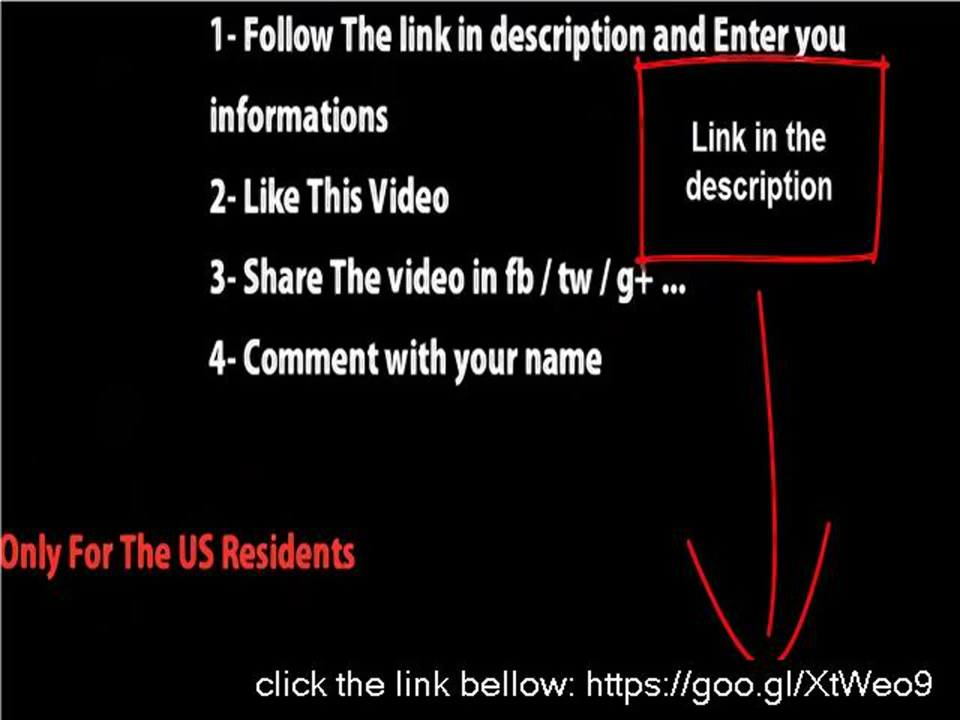 1- Follow The link in description and Enter you
informations
Link in the
description
2- Like This Video
3- Share The video in fb / tw / g+ ...
4- Comment with your name
Only For The US Residents
click the link bellow: https://goo.gl/XtWeo9